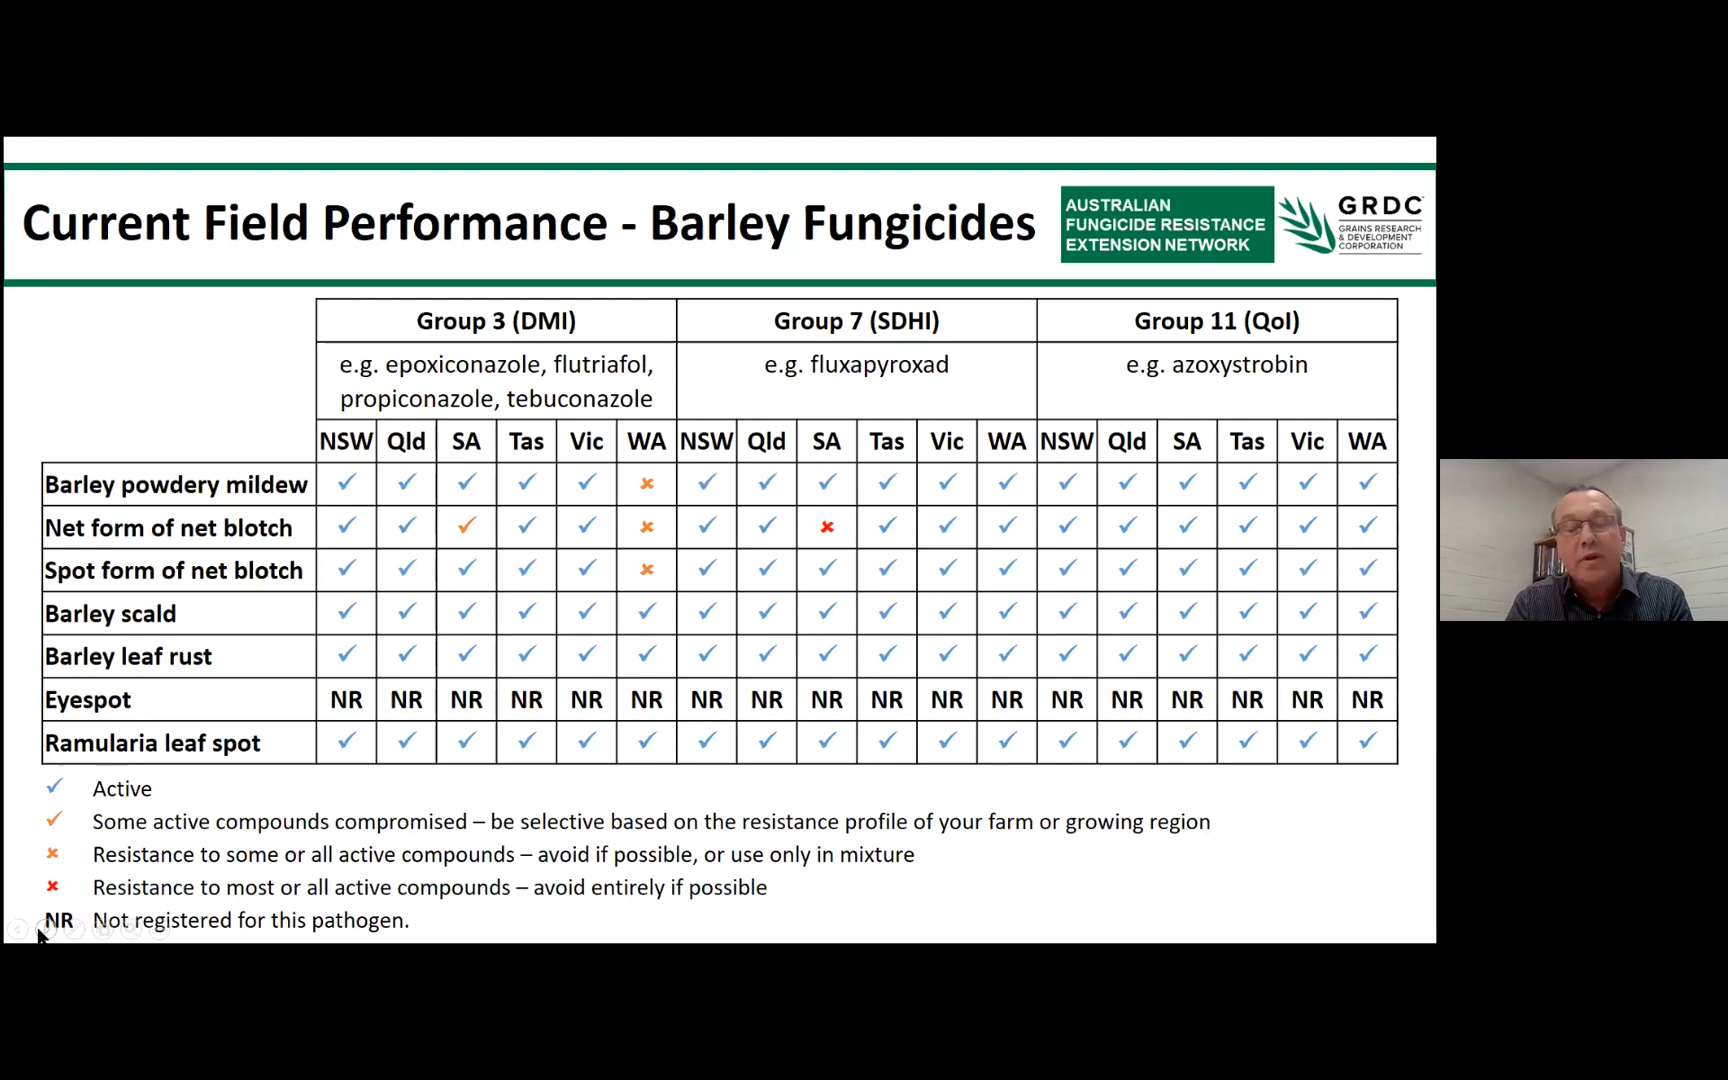 Current Field Performance - Barley Fungicides
AUSTRALIAN
FUNGICIDE RESISTANCE
EXTENSION NETWORK
GRDC
GRAINS RESEARCH
& DEVELOPMENT
CORPORATION
Group 3 (DMI) Group 7 (SDHI) Group 11 (QoI)
e.g. epoxiconazole, flutriafol, e.g. fluxapyroxad e.g. azoxystrobin
propiconazole, tebuconazole
NSW Qld SA Tas Vic WA NSW Qld SA Tas Vic WA NSW Qld SA Tas Vic WA
Barley powdery mildew ✓ ✓ ✓ ✓ ✓ × ✓ ✓ ✓ ✓ ✓ ✓ ✓ ✓ ✓ ✓ ✓ ✓
Net form of net blotch ✓ ✓ ✓ ✓ ✓ × ✓ ✓ × ✓ ✓ ✓ ✓ ✓ ✓ ✓ ✓ ✓
Spot form of net blotch ✓ ✓ ✓ ✓ ✓ × ✓ ✓ ✓ ✓ ✓ ✓ ✓ ✓ ✓ ✓ ✓ ✓
Barley scald ✓ ✓ ✓ ✓ ✓ ✓ ✓ ✓ ✓ ✓ ✓ ✓ ✓ ✓ ✓ ✓ ✓ ✓
Barley leaf rust ✓ ✓ ✓ ✓ ✓ ✓ ✓ ✓ ✓ ✓ ✓ ✓ ✓ ✓ ✓ ✓ ✓ ✓
Eyespot NR NR NR NR NR NR NR NR NR NR NR NR NR NR NR NR NR NR
Ramularia leaf spot ✓ ✓ ✓ ✓ ✓ ✓ ✓ ✓ ✓ ✓ ✓ ✓ ✓ ✓ ✓ ✓ ✓ ✓
✓ Active
✓ Some active compounds compromised – be selective based on the resistance profile of your farm or growing region
× Resistance to some or all active compounds – avoid if possible, or use only in mixture
× Resistance to most or all active compounds – avoid entirely if possible
NR Not registered for this pathogen.